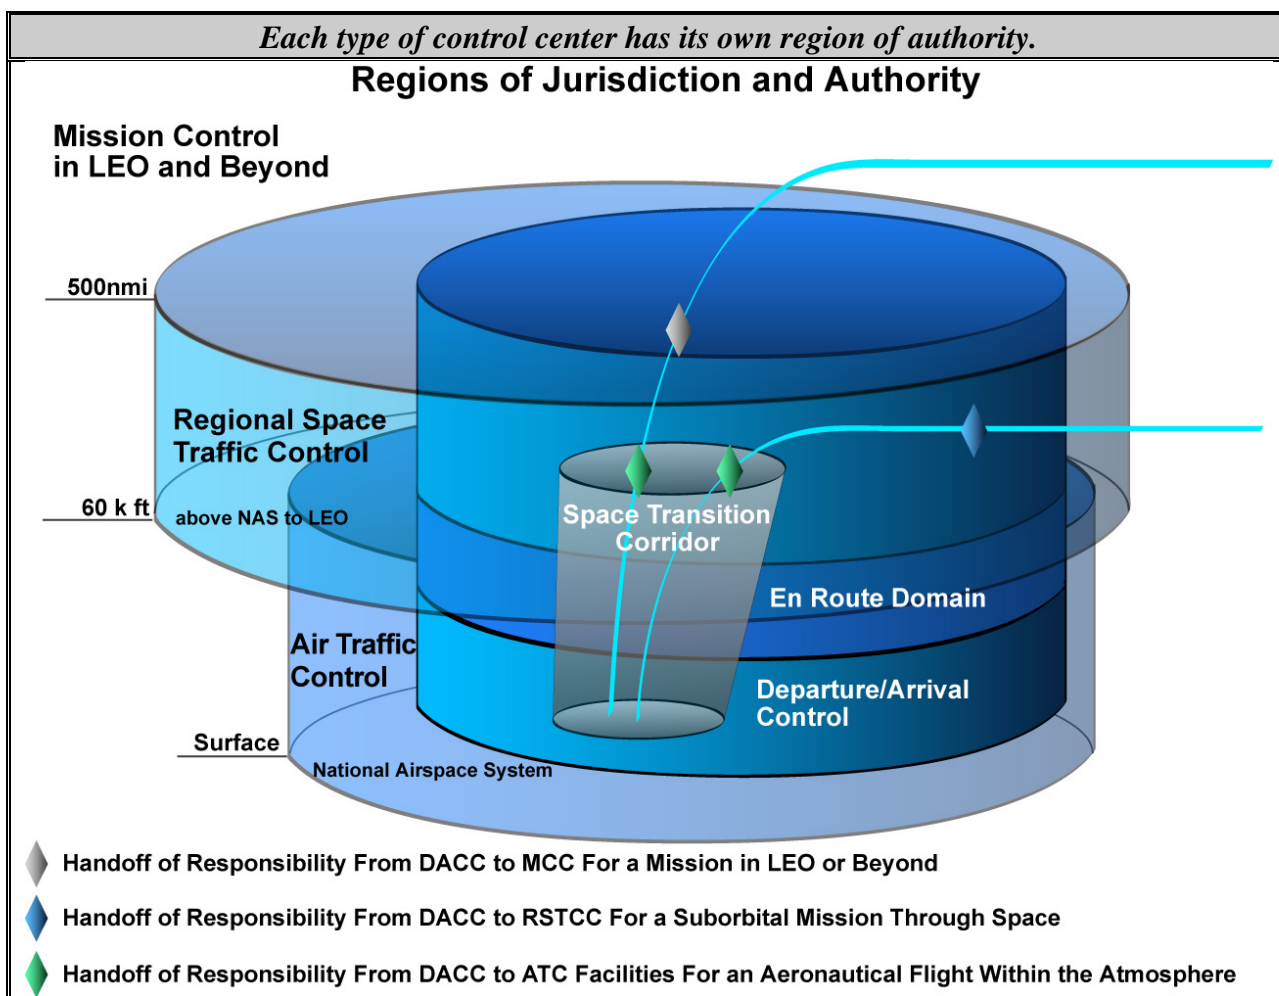 Each type of control center has its own region of authority.
Regions of Jurisdiction and Authority
Mission Control
in LEO and Beyond
500nmi
Regional Space
Traffic Control
60 k ft
above NAS to LEO
Space Transition
Corridor
En Route Domain
Air Traffic
Control
Departure/Arrival
Control
Surface
National Airspace System
Handoff of Responsibility From DACC to MCC For a Mission in LEO or Beyond
Handoff of Responsibility From DACC to RSTCC For a Suborbital Mission Through Space
Handoff of Responsibility From DACC to ATC Facilities For an Aeronautical Flight Within the Atmosphere